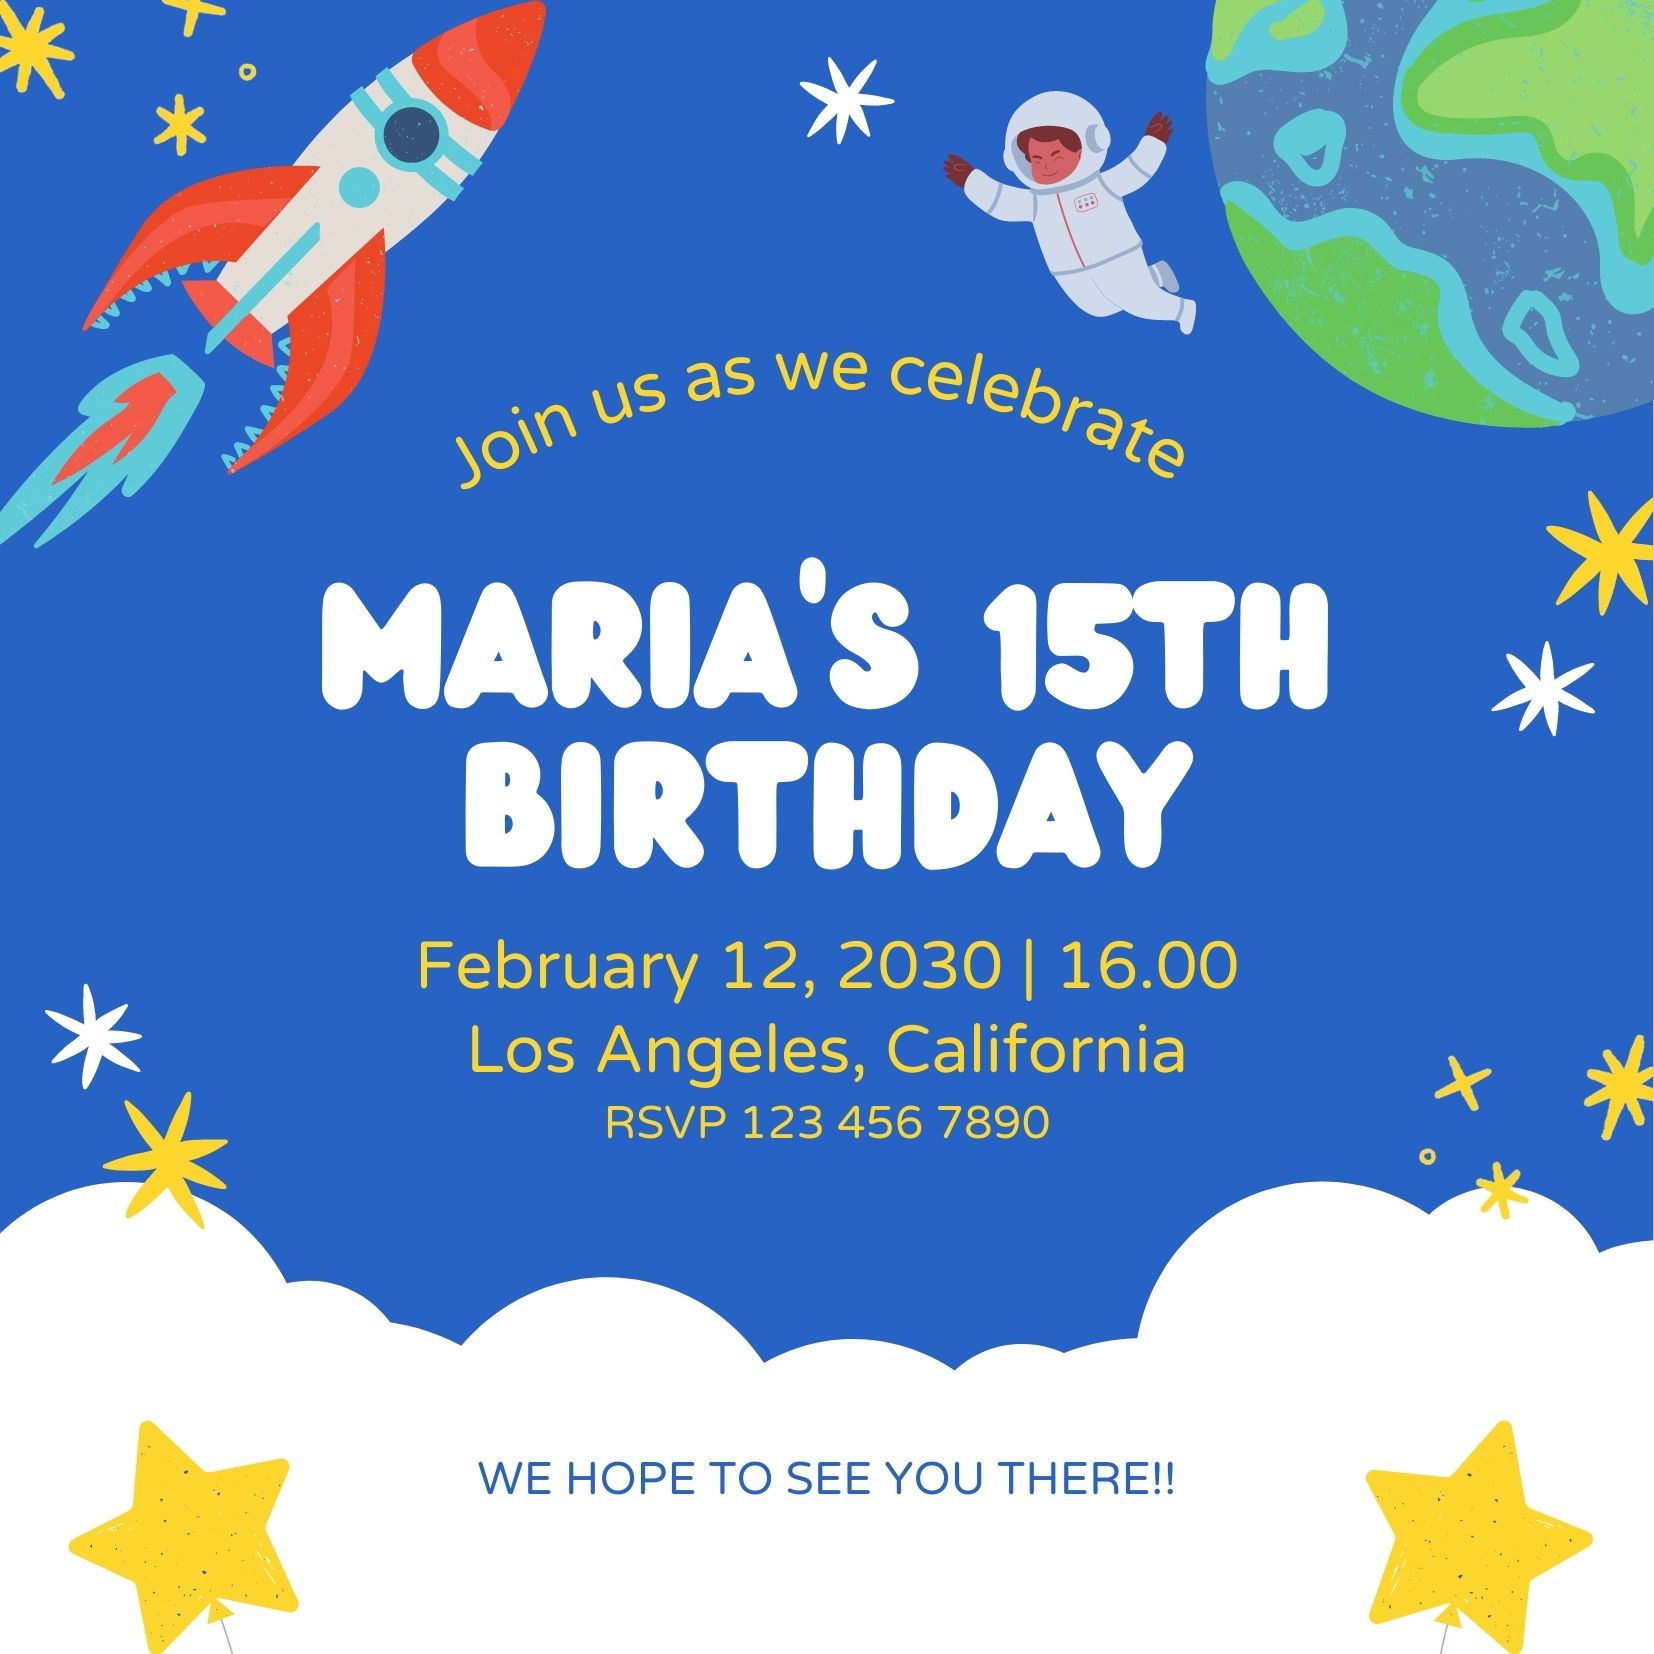 Join us as we celebrate
MARIA'S 15TH
BIRTHDAY
February 12, 2030 | 16.00
Los Angeles, California
RSVP 123 456 7890
WE HOPE TO SEE YOU THERE!!